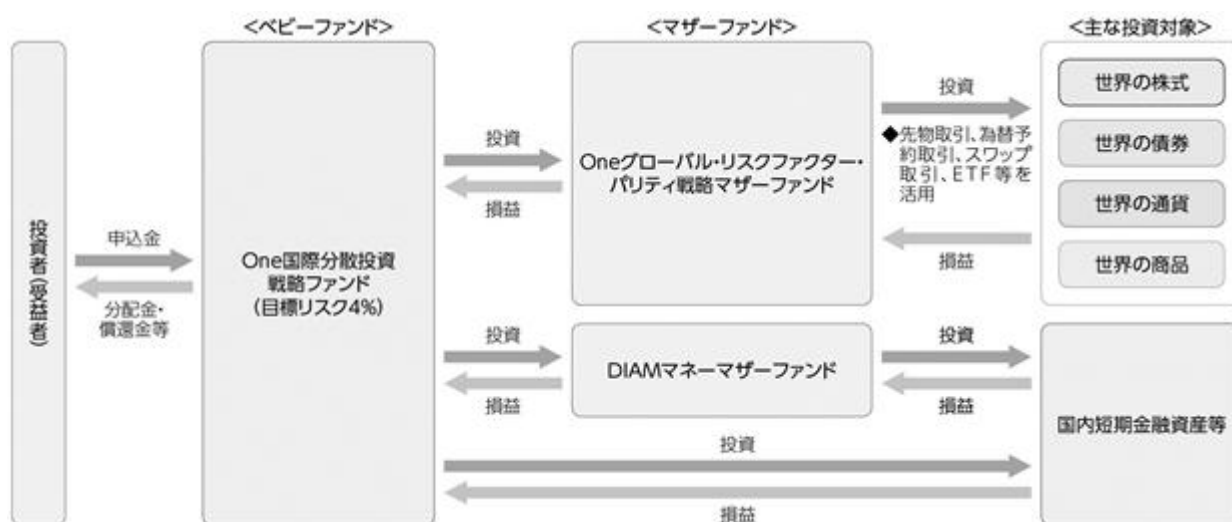 <ベビーファンド>
<マザーファンド>
<主な投資対象>
投資者(受益者)
申込金
分配金・
償還金等
One国際分散投資
戦略ファンド
(目標リスク4%)
投資
損益
Oneグローバル・リスクファクター・
パリティ戦略マザーファンド
投資
◆先物取引、為替予
約取引、スワップ
取引、ETF等を
活用
損益
世界の株式
世界の債券
世界の通貨
世界の商品
投資
損益
DIAMマネーマザーファンド
投資
損益
国内短期金融資産等
投資
損益